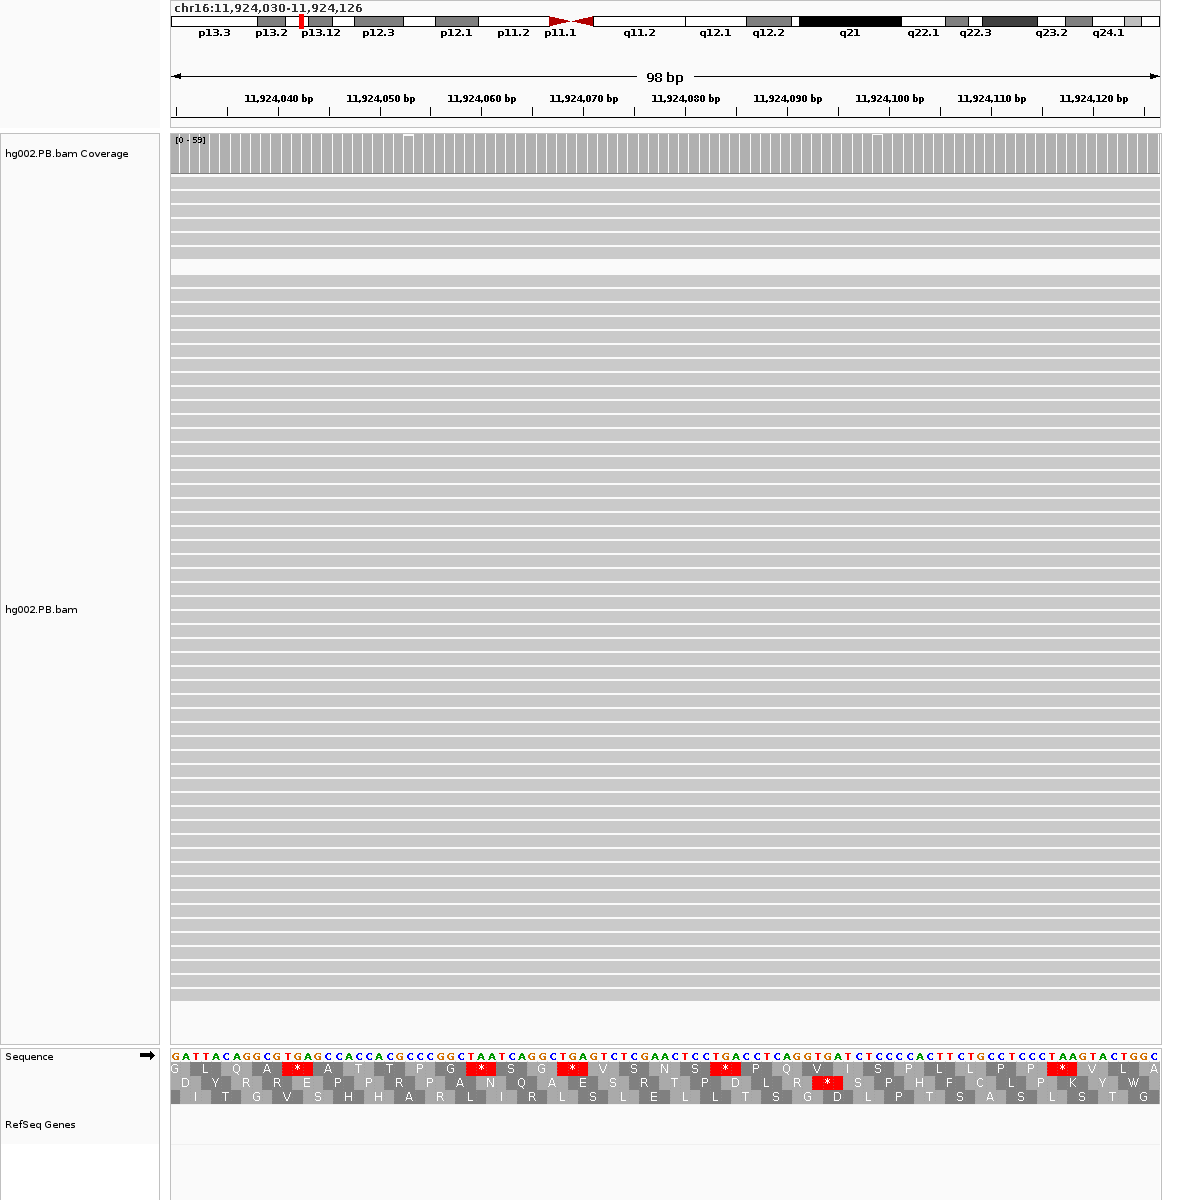 chr16:11,924,030-11,924,126
p13.3 p13.2 p13.12 p12.3 p12.1 p11.2 p11.1 q11.2 q12.1 q12.2 q21 q22.1 q22.3 q23.2 q24.1
98 bp
11,924,040 bp 11,924,050 bp 11,924,060 bp 11,924,070 bp 11,924,080 bp 11,924,090 bp 11,924,100 bp 11,924,110 bp 11,924,120 bp
[0 - 59]
hg002.PB.bam Coverage
hg002.PB.bam
Sequence
GATTACAGGCGTGAGCCACCACGCCCGGCTAATCAGGCTGAGTCTCGAACTCCTGACCTCAGGTGATCTCCCCACTTCTGCCTCCCTAAGTACTGGC
G L Q A * A T T P G * S G * V S N S * P Q V I S P L L P P * V L A
D Y R R E P P R P A N Q A E S R T P D L R * S P H F C L P K Y W
I T G V S H H A R L I R L S L E L L T S G D L P T S A S L S T G
RefSeq Genes